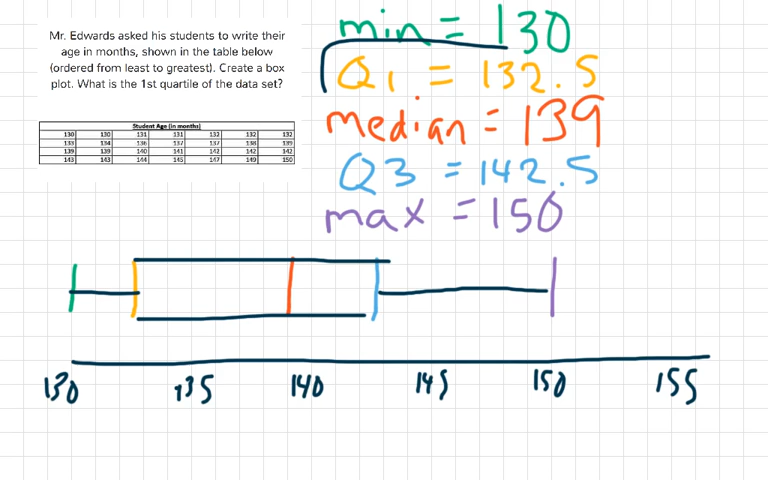 Mr. Edwards asked his students to write their
age in months, shown in the table below
(ordered from least to greatest). Create a box
plot. What is the 1st quartile of the data set?
Student Age (in months)
130 130 131 131 132 132 132
133 134 136 137 137 138 139
139 139 140 141 142 142 142
143 143 144 145 147 149 150
min = 130
Q1 = 132.5
median = 139
Q3 = 142.5
max = 150
130 135 140 145 150 155